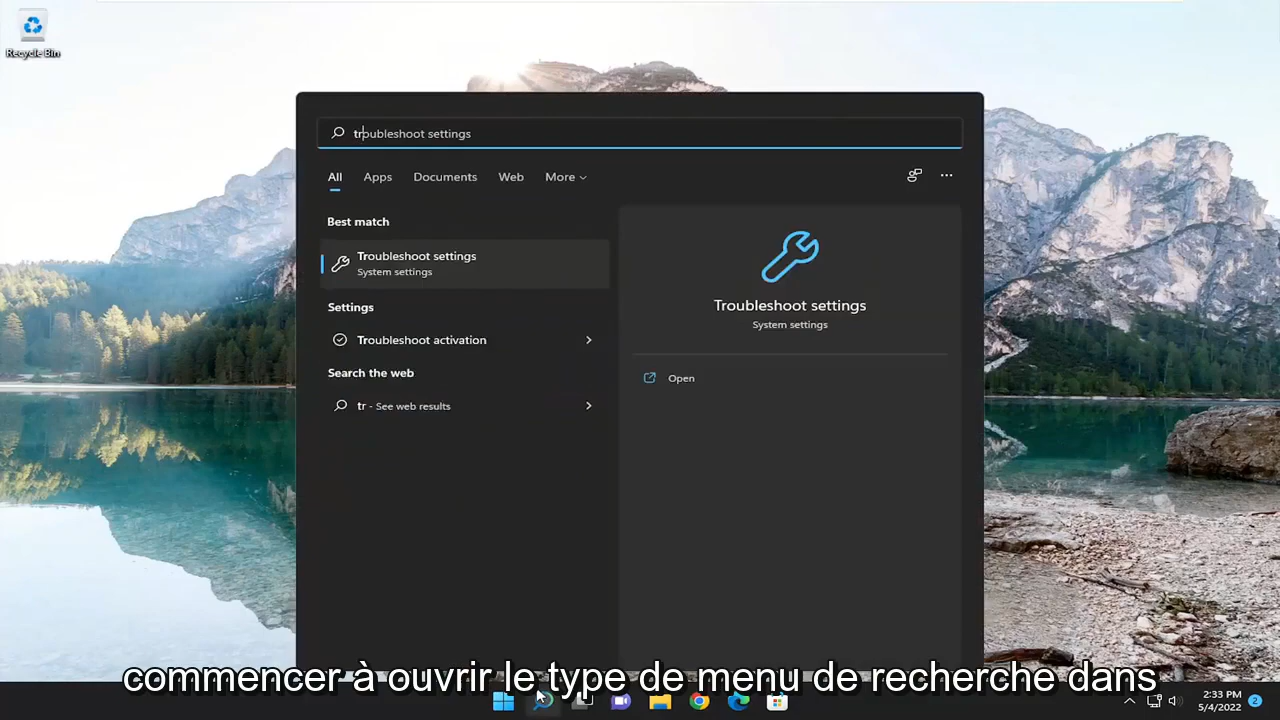 Recycle Bin
troubleshoot settings
All Apps Documents Web More
Best match
Troubleshoot settings
System settings
Settings
Troubleshoot activation
Search the web
tr - See web results
Troubleshoot settings
System settings
Open
commencer à ouvrir le type de menu de recherche dans
2:33 PM
5/4/2022
2